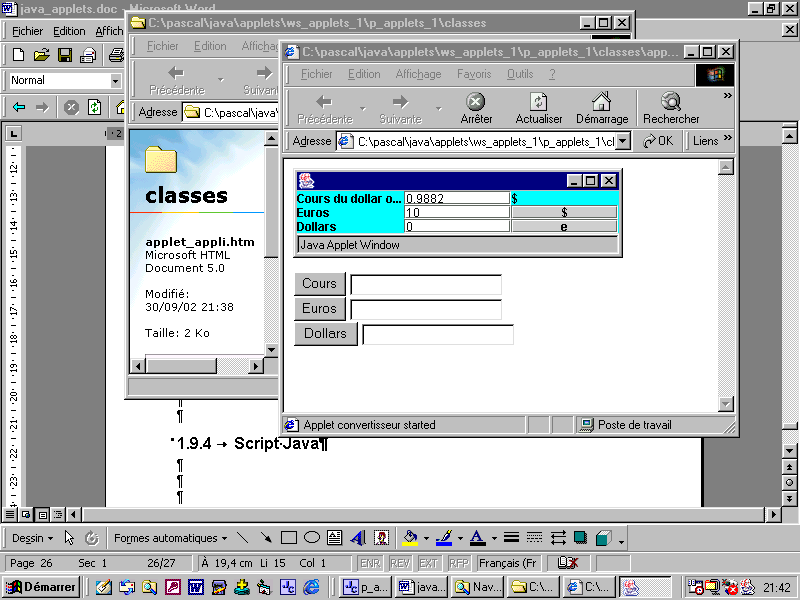 java_applets.doc - Microsoft Word
Fichier Edition Affich
Normal
C:\pascal\java\applets\ws_applets_1\p_applets_1\classes
Fichier Edition Affichag
Précédente Suivan
Adresse C:\pascal\java\
classes
applet_appli.htm
Microsoft HTML
Document 5.0
Modifié:
30/09/02 21:38
Taille: 2 Ko
C:\pascal\java\applets\ws_applets_1\p_applets_1\classes\app...
Fichier Edition Affichage Favoris Outils ?
Précédente Suivante Arrêter Actualiser Démarrage Rechercher »
Adresse C:\pascal\java\applets\ws_applets_1\p_applets_1\cl OK Liens »
Cours du dollar o... 0.9882 $
Euros 10 $
Dollars 0 e
Java Applet Window
Cours
Euros
Dollars
Applet convertisseur started Poste de travail
1.9.4 → Script·Java¶
¶
¶
¶
Dessin Formes automatiques
Page 26 Sec 1 26/27 À 19,4 cm Li 15 Col 1 ENR REV EXT RFP Français (Fr
Démarrer p_a... java... Nav... C:\... C:\... 21:42